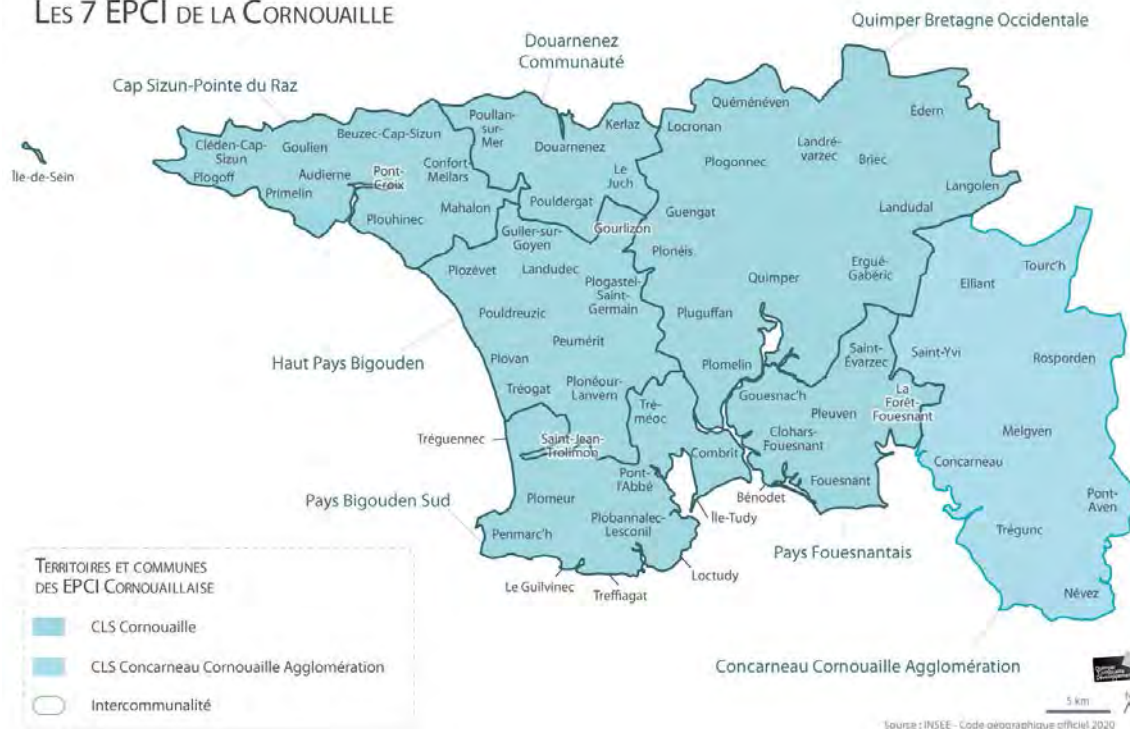 LES 7 EPCI DE LA CORNOUAILLE
Quimper Bretagne Occidentale
Douarnenez
Communauté
Cap Sizun-Pointe du Raz
Île-de-Sein
Cléden-Cap-
Sizun
Goulien
Beuzec-Cap-Sizun
Plogoff
Primelin
Audierne
Pont-
Croix
Confort-
Meilars
Plouhinec
Mahalon
Poullan-
sur-
Mer
Kerlaz
Douarnenez
Le
Juch
Pouldergat
Gourlizon
Quéménéven
Locronan
Plogonnec
Landré-
varzec
Briec
Edern
Langolen
Landudal
Guengat
Plonéis
Quimper
Ergué-
Gabéric
Pluguffan
Plomelin
Guiler-sur-
Goyen
Plozévet
Landudec
Plogastel-
Saint-
Germain
Pouldreuzic
Peumérit
Plovan
Tréogat
Plonéour-
Lanvern
Haut Pays Bigouden
Tréguennec
Saint-Jean-
Trolimon
Tré-
méoc
Combrit
Pont-
l'Abbé
Plomeur
Plobannalec-
Lesconil
Penmarc'h
Le Guilvinec
Treffiagat
Loctudy
Île-Tudy
Pays Bigouden Sud
Saint-
Évarzec
Gouesnac'h
Pleuven
La
Forêt-
Fouesnant
Clohars-
Fouesnant
Fouesnant
Bénodet
Pays Fouesnantais
Tourc'h
Elliant
Saint-Yvi
Rosporden
Melgven
Concarneau
Pont-
Aven
Trégunc
Névez
Concarneau Cornouaille Agglomération
TERRITOIRES ET COMMUNES
DES EPCI CORNOUAILLAISE
CLS Cornouaille
CLS Concarneau Cornouaille Agglomération
Intercommunalité
5 km
Source : INSEE - Code géographique officiel 2020